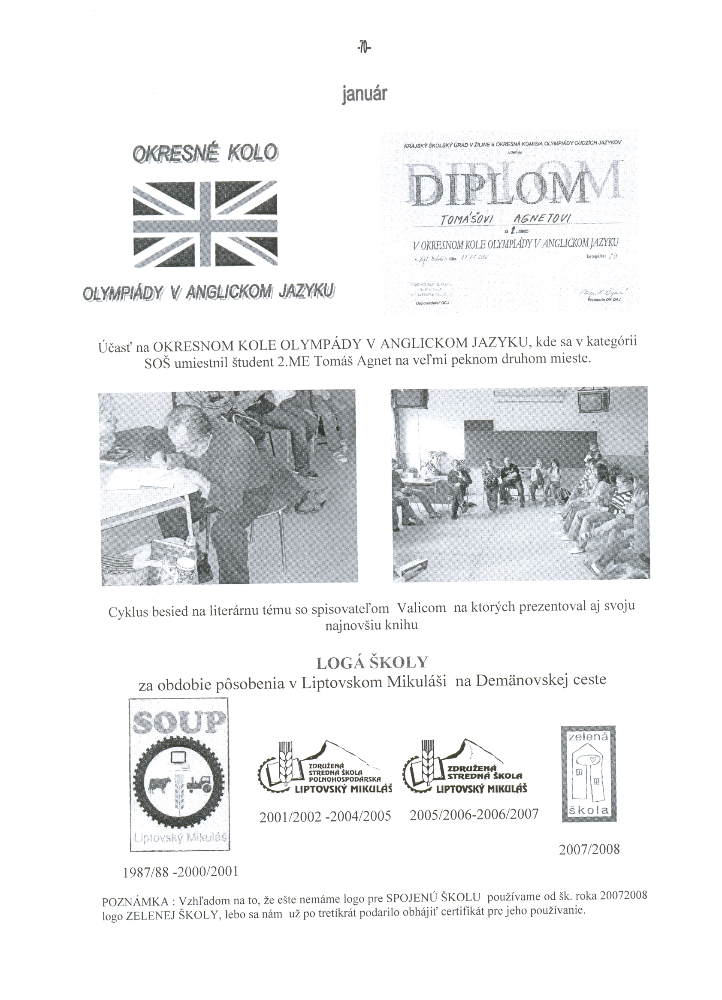 -70-
január
OKRESNÉ KOLO
OLYMPIÁDY V ANGLICKOM JAZYKU
KRAJSKÝ ŠKOLSKÝ ÚRAD V ŽILINE a OKRESNÁ KOMISIA OLYMPIÁDY CUDZÍCH JAZYKOV
udeľujú
DIPLOM
TOMÁŠOVI AGNETOVI
za 2. miesto
V OKRESNOM KOLE OLYMPIÁDY V ANGLICKOM JAZYKU
v dňa 17. 2008 kategória: 2D
Usporiadateľ OCJ
Predseda OK OAJ
Účasť na OKRESNOM KOLE OLYMPÁDY V ANGLICKOM JAZYKU, kde sa v kategórii
SOŠ umiestnil študent 2.ME Tomáš Agnet na veľmi peknom druhom mieste.
Cyklus besied na literárnu tému so spisovateľom Valicom na ktorých prezentoval aj svoju
najnovšiu knihu
LOGÁ ŠKOLY
za obdobie pôsobenia v Liptovskom Mikuláši na Demänovskej ceste
SOUP
Liptovský Mikuláš
1987/88 -2000/2001
ZDRUŽENÁ
STREDNÁ ŠKOLA
POĽNOHOSPODÁRSKA
LIPTOVSKÝ MIKULÁŠ
2001/2002 -2004/2005
ZDRUŽENÁ
STREDNÁ ŠKOLA
LIPTOVSKÝ MIKULÁŠ
2005/2006-2006/2007
zelená
škola
2007/2008
POZNÁMKA : Vzhľadom na to, že ešte nemáme logo pre SPOJENÚ ŠKOLU používame od šk. roka 20072008
logo ZELENEJ ŠKOLY, lebo sa nám už po tretíkrát podarilo obhájiť certifikát pre jeho používanie.